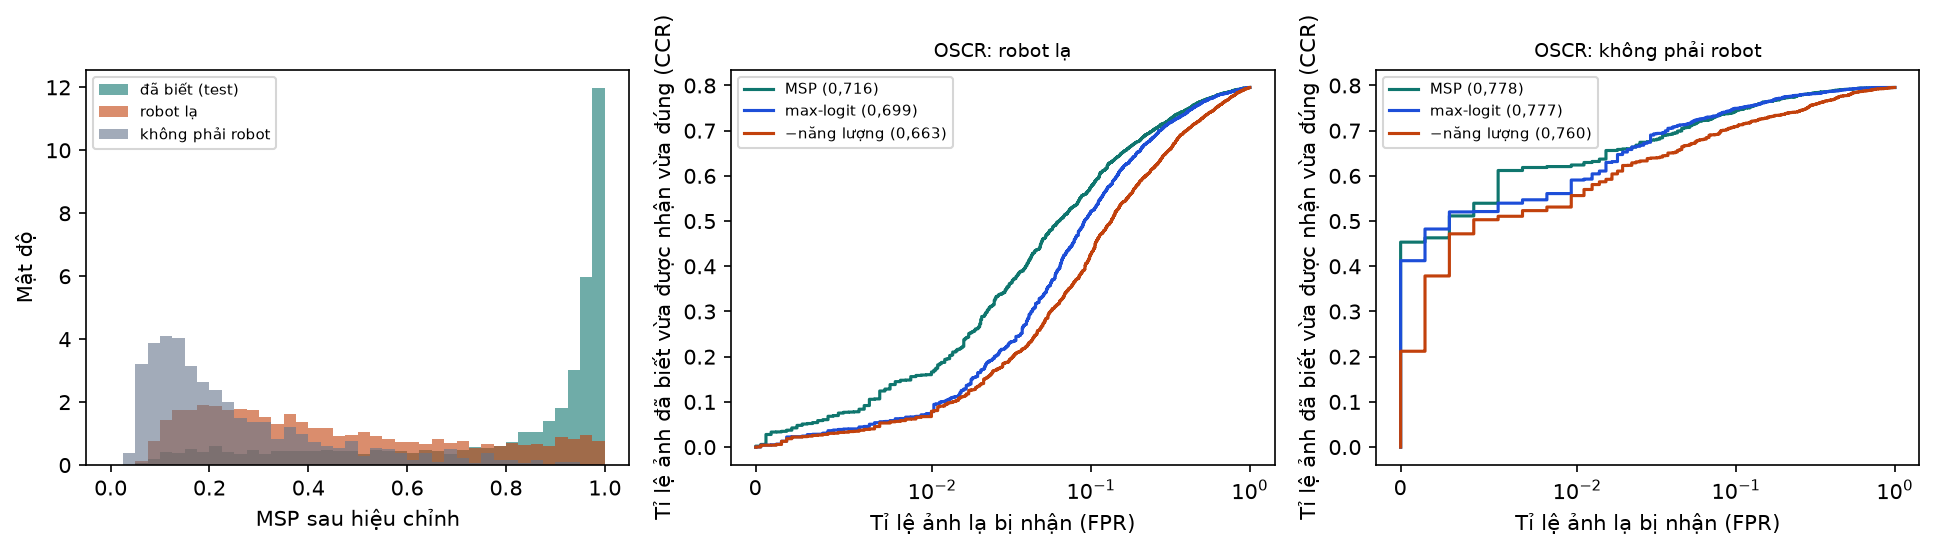 đã biết (test)
robot lạ
không phải robot
Mật độ
12
10
8
6
4
2
0
0.0
0.2
0.4
0.6
0.8
1.0
MSP sau hiệu chỉnh
OSCR: robot lạ
MSP (0,716)
max-logit (0,699)
−năng lượng (0,663)
Tỉ lệ ảnh đã biết vừa được nhận vừa đúng (CCR)
0.8
0.7
0.6
0.5
0.4
0.3
0.2
0.1
0.0
0
10⁻²
10⁻¹
10⁰
Tỉ lệ ảnh lạ bị nhận (FPR)
OSCR: không phải robot
MSP (0,778)
max-logit (0,777)
−năng lượng (0,760)
Tỉ lệ ảnh đã biết vừa được nhận vừa đúng (CCR)
0.8
0.7
0.6
0.5
0.4
0.3
0.2
0.1
0.0
0
10⁻²
10⁻¹
10⁰
Tỉ lệ ảnh lạ bị nhận (FPR)